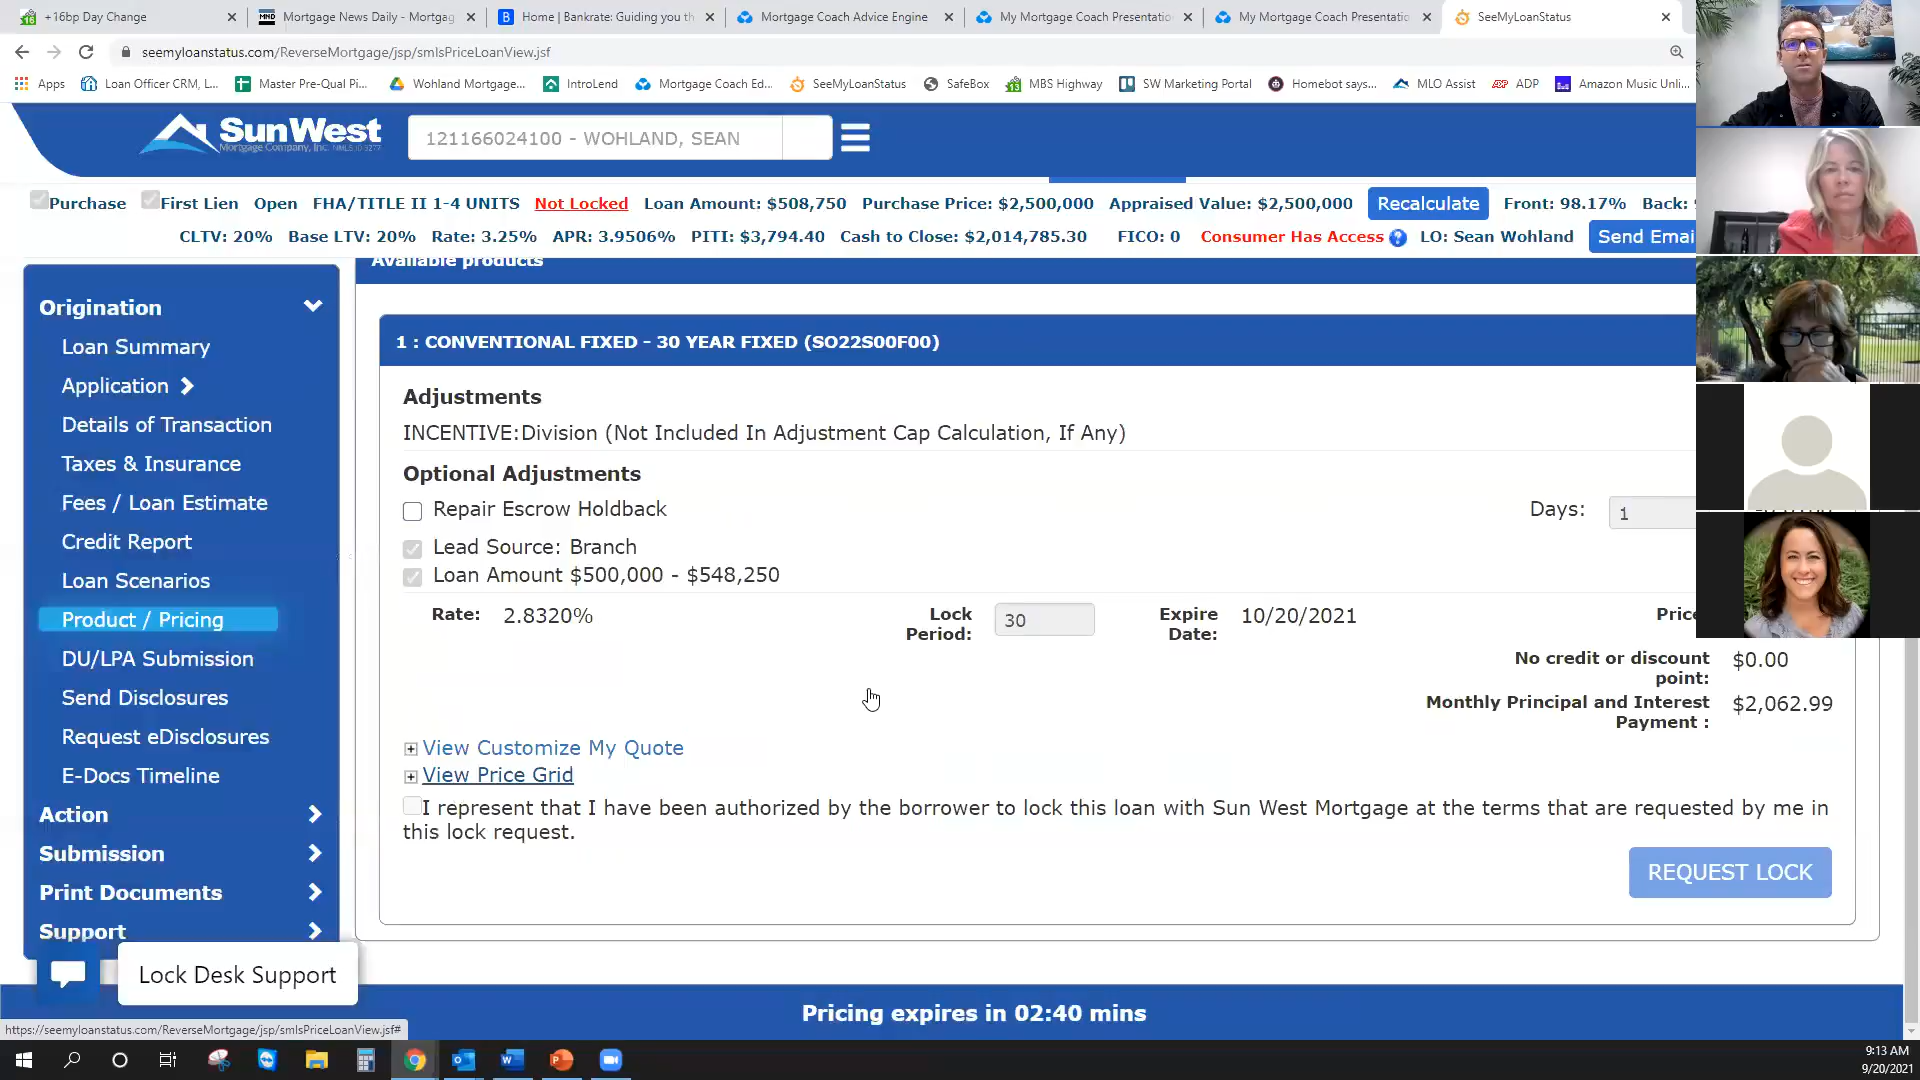 +16bp Day Change
Mortgage News Daily - Mortgag
Home | Bankrate: Guiding you th
Mortgage Coach Advice Engine
My Mortgage Coach Presentatio
My Mortgage Coach Presentatio
SeeMyLoanStatus
seemyloanstatus.com/ReverseMortgage/jsp/smlsPriceLoanView.jsf
Apps
Loan Officer CRM, L...
Master Pre-Qual Pi...
Wohland Mortgage...
IntroLend
Mortgage Coach Ed...
SeeMyLoanStatus
SafeBox
MBS Highway
SW Marketing Portal
Homebot says...
MLO Assist
ADP
Amazon Music Unli...
SunWest
Mortgage Company, Inc. NMLS ID 3277
121166024100 - WOHLAND, SEAN
Purchase First Lien Open FHA/TITLE II 1-4 UNITS Not Locked Loan Amount: $508,750 Purchase Price: $2,500,000 Appraised Value: $2,500,000 Recalculate Front: 98.17% Back:
CLTV: 20% Base LTV: 20% Rate: 3.25% APR: 3.9506% PITI: $3,794.40 Cash to Close: $2,014,785.30 FICO: 0 Consumer Has Access LO: Sean Wohland Send Emai
Available products
Origination
Loan Summary
Application
Details of Transaction
Taxes & Insurance
Fees / Loan Estimate
Credit Report
Loan Scenarios
Product / Pricing
DU/LPA Submission
Send Disclosures
Request eDisclosures
E-Docs Timeline
Action
Submission
Print Documents
Support
1 : CONVENTIONAL FIXED - 30 YEAR FIXED (SO22S00F00)
Adjustments
INCENTIVE:Division (Not Included In Adjustment Cap Calculation, If Any)
Optional Adjustments
Repair Escrow Holdback
Days: 1
Lead Source: Branch
Loan Amount $500,000 - $548,250
Rate: 2.8320%
Lock Period: 30
Expire Date: 10/20/2021
Price
No credit or discount point: $0.00
Monthly Principal and Interest Payment : $2,062.99
View Customize My Quote
View Price Grid
I represent that I have been authorized by the borrower to lock this loan with Sun West Mortgage at the terms that are requested by me in
this lock request.
REQUEST LOCK
Lock Desk Support
Pricing expires in 02:40 mins
https://seemyloanstatus.com/ReverseMortgage/jsp/smlsPriceLoanView.jsf#
9:13 AM
9/20/2021